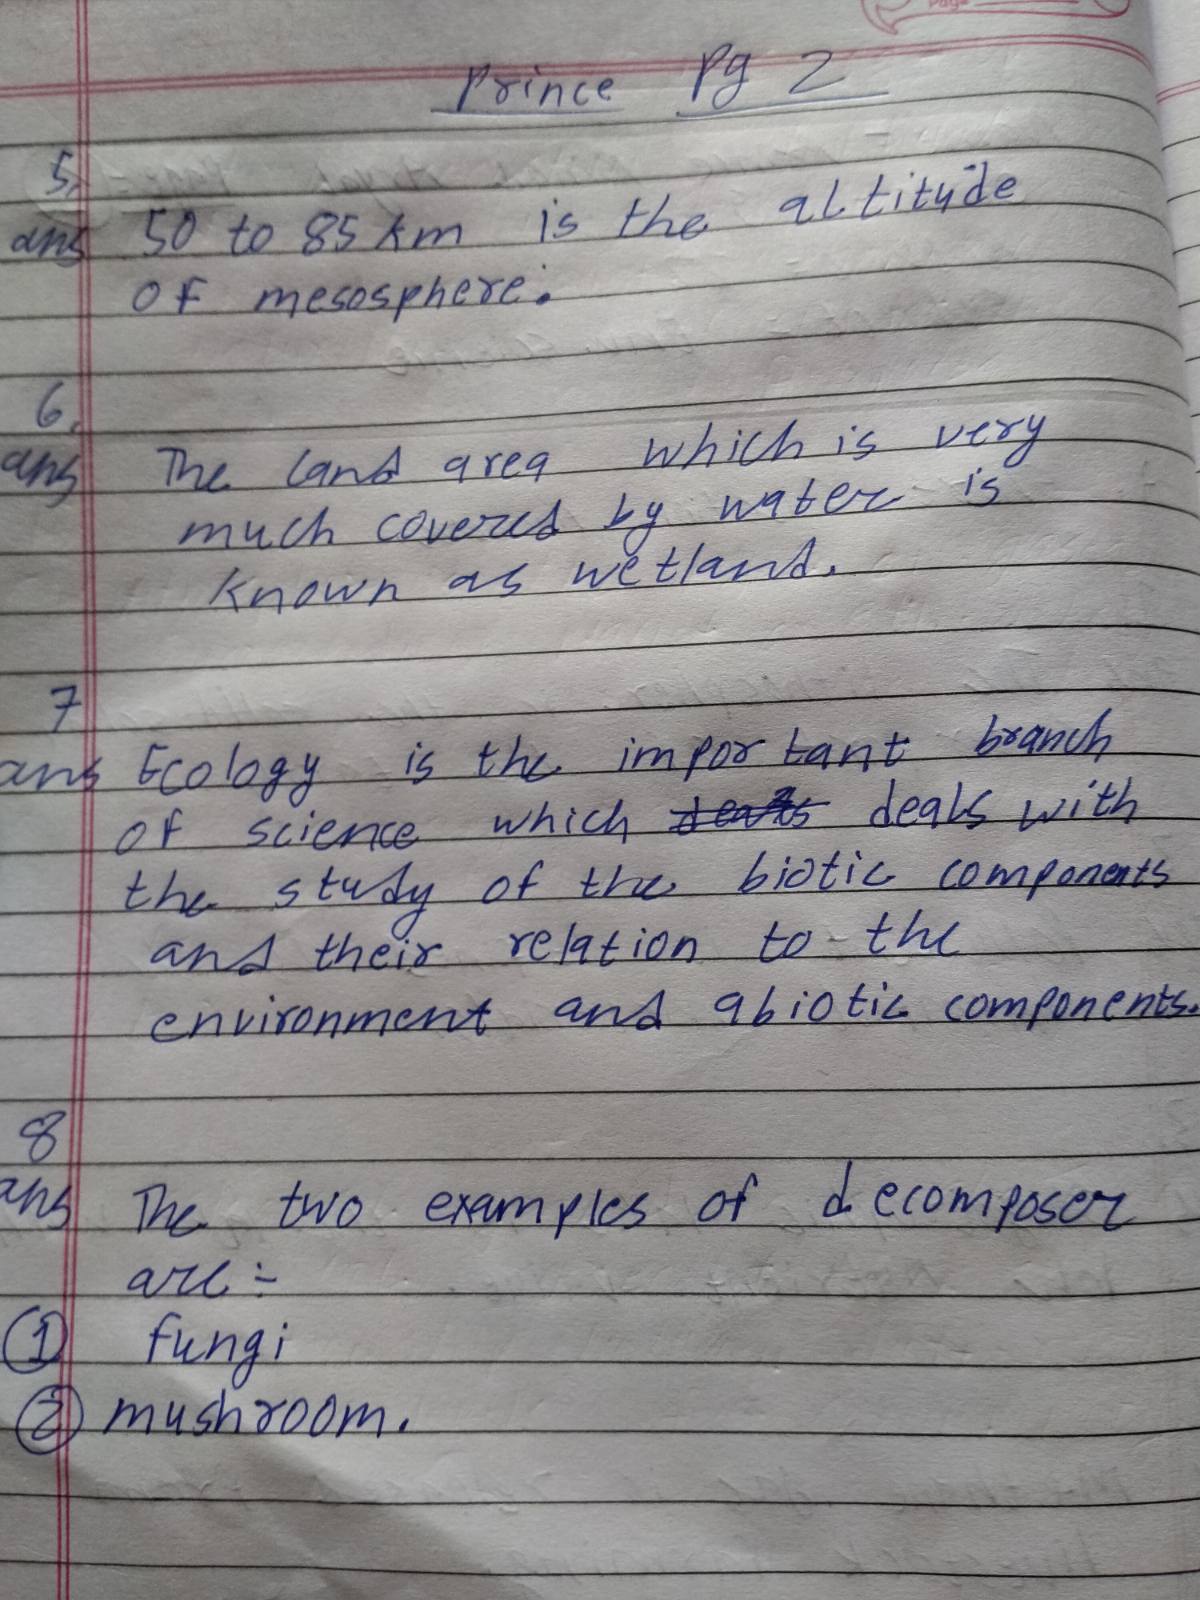 Page
Prince Pg 2
5.
ans 50 to 85 km is the altitude
of mesosphere.
6.
ans The land area which is very
much covered by water is
known as wetland.
7
ans Ecology is the important branch
of science which deals with
the study of the biotic components
and their relation to the
environment and abiotic components.
8
ans The two examples of decomposer
are :-
① fungi
② mushroom.